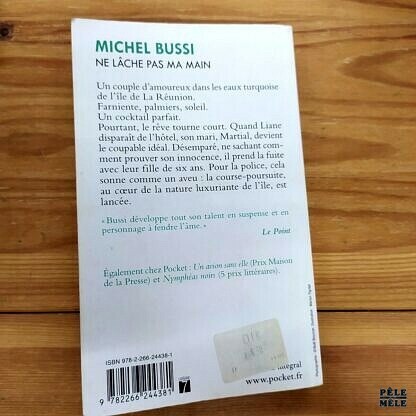 MICHEL BUSSI
NE LÂCHE PAS MA MAIN
Un couple d'amoureux dans les eaux turquoise
de l'île de La Réunion.
Farniente, palmiers, soleil.
Un cocktail parfait.
Pourtant, le rêve tourne court. Quand Liane
disparaît de l'hôtel, son mari, Martial, devient
le coupable idéal. Désemparé, ne sachant com-
ment prouver son innocence, il prend la fuite
avec leur fille de six ans. Pour la police, cela
sonne comme un aveu : la course-poursuite,
au cœur de la nature luxuriante de l'île, est
lancée.
« Bussi développe tout son talent en suspense et en
personnage à fendre l'âme. »
Le Point
Également chez Pocket : Un avion sans elle (Prix Maison
de la Presse) et Nymphéas noirs (5 prix littéraires).
ISBN 978-2-266-24438-1
9 782266 244381
intégral
www.pocket.fr
PÊLE
MÊLE